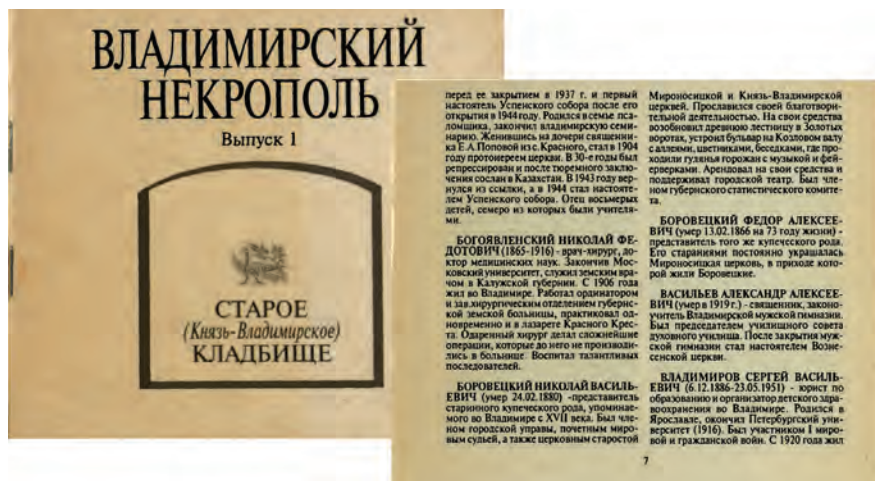 ВЛАДИМИРСКИЙ
НЕКРОПОЛЬ
Выпуск 1
СТАРОЕ
(Князь-Владимирское)
КЛАДБИЩЕ
перед ее закрытием в 1937 г. и первый
настоятель Успенского собора после его
открытия в 1944 году. Родился в семье пса-
ломщика, закончил владимирскую семи-
нарию. Женившись на дочери священни-
ка Е.А.Поповой из с.Красного, стал в 1904
году протоиереем церкви. В 30-е годы был
репрессирован и после тюремного заклю-
чения сослан в Казахстан. В 1943 году вер-
нулся из ссылки, а в 1944 стал настояте-
лем Успенского собора. Отец восьмерых
детей, семеро из которых были учителя-
ми.
БОГОЯВЛЕНСКИЙ НИКОЛАЙ ФЕ-
ДОТОВИЧ (1865-1916) - врач-хирург, до-
ктор медицинских наук. Закончив Мос-
ковский университет, служил земским вра-
чом в Калужской губернии. С 1906 года
жил во Владимире. Работал ординатором
и зав.хирургическим отделением губернс-
кой земской больницы, практиковал од-
новременно и в лазарете Красного Крес-
та. Одаренный хирург делал сложнейшие
операции, которые до него не производи-
лись в больнице. Воспитал талантливых
последователей.
БОРОВЕЦКИЙ НИКОЛАЙ ВАСИЛЬ-
ЕВИЧ (умер 24.02.1880) -представитель
старинного купеческого рода, упоминае-
мого во Владимире с XVII века. Был чле-
ном городской управы, почетным миро-
вым судьей, а также церковным старостой
Мироносицкой и Князь-Владимирской
церквей. Прославился своей благотвори-
тельной деятельностью. На свои средства
возобновил древнюю лестницу в Золотых
воротах, устроил бульвар на Козловом валу
с аллеями, цветниками, беседками, где про-
ходили гулянья горожан с музыкой и фей-
ерверками. Арендовал на свои средства и
поддерживал городской театр. Был чле-
ном губернского статистического комите-
та.
БОРОВЕЦКИЙ ФЕДОР АЛЕКСЕЕ-
ВИЧ (умер 13.02.1866 на 73 году жизни) -
представитель того же купеческого рода.
Его стараниями постоянно украшалась
Мироносицкая церковь, в приходе кото-
рой жили Боровецкие.
ВАСИЛЬЕВ АЛЕКСАНДР АЛЕКСЕЕ-
ВИЧ (умер в 1919 г.) - священник, законо-
учитель Владимирской мужской гимназии.
Был председателем училищного совета
духовного училища. После закрытия муж-
ской гимназии стал настоятелем Возне-
сенской церкви.
ВЛАДИМИРОВ СЕРГЕЙ ВАСИЛЬ-
ЕВИЧ (6.12.1886-23.05.1951) - юрист по
образованию и организатор детского здра-
воохранения во Владимире. Родился в
Ярославле, окончил Петербургский уни-
верситет (1916). Был участником I миро-
вой и гражданской войн. С 1920 года жил
7